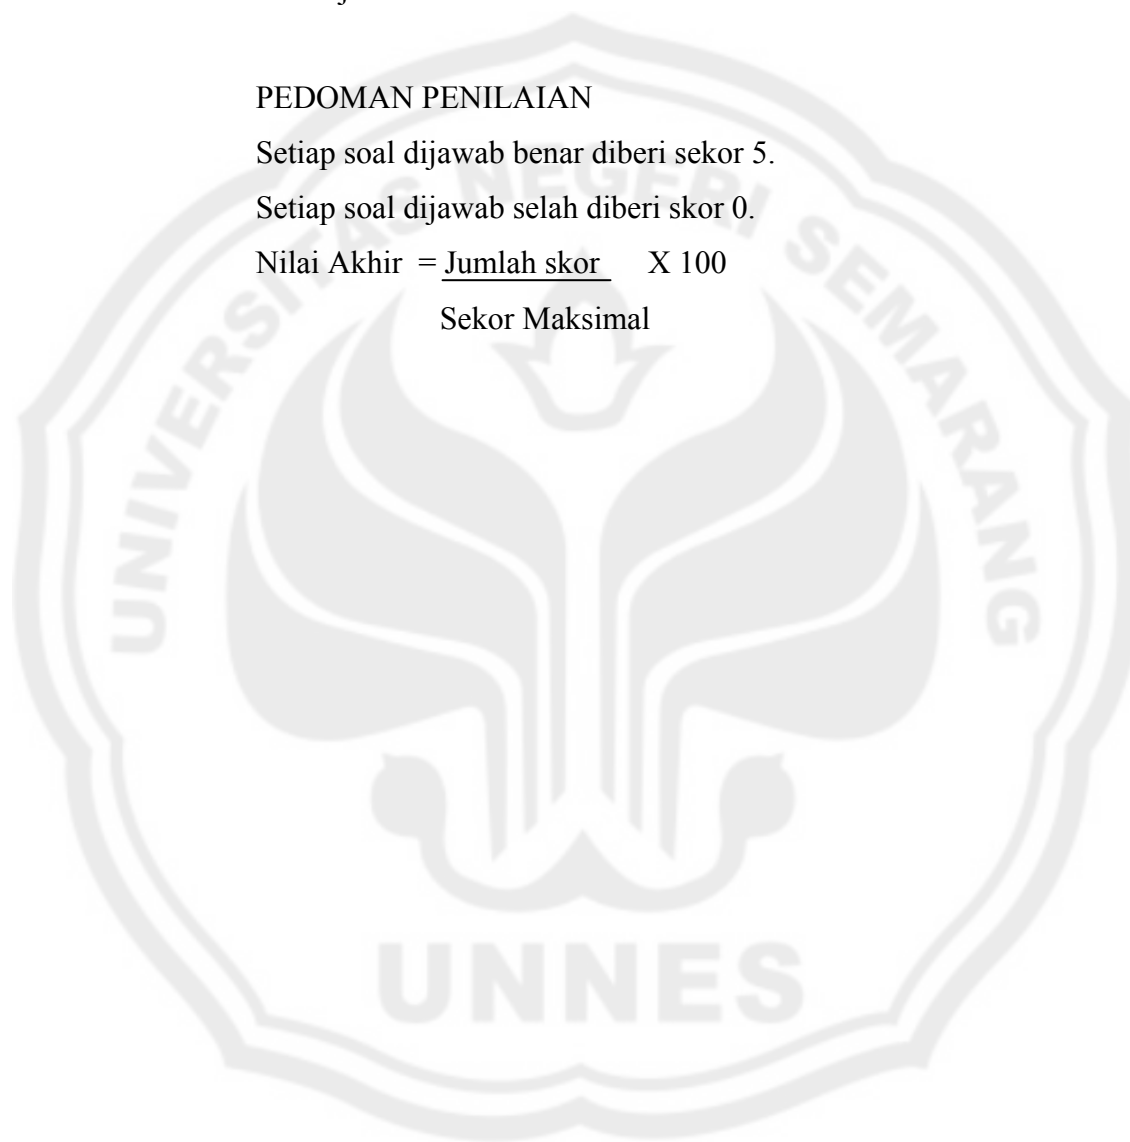 PEDOMAN PENILAIAN
Setiap soal dijawab benar diberi sekor 5.
Setiap soal dijawab selah diberi skor 0.
Nilai Akhir = Jumlah skor X 100
Sekor Maksimal
UNIVERSITAS NEGERI SEMARANG
UNNES